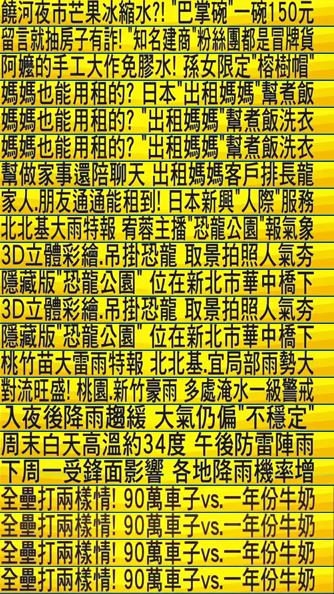 饒河夜市芒果冰縮水?! "巴掌碗"一碗150元
留言就抽房子有詐! "知名建商"粉絲團都是冒牌貨
阿嬤的手工大作免膠水! 孫女限定"榕樹帽"
媽媽也能用租的? 日本"出租媽媽"幫煮飯
媽媽也能用租的? "出租媽媽"幫煮飯洗衣
媽媽也能用租的? "出租媽媽"幫煮飯洗衣
幫做家事還陪聊天 出租媽媽客戶排長龍
家人.朋友通通能租到! 日本新興"人際"服務
北北基大雨特報 宥蓉主播"恐龍公園"報氣象
3D立體彩繪.吊掛恐龍 取景拍照人氣夯
隱藏版"恐龍公園" 位在新北市華中橋下
3D立體彩繪.吊掛恐龍 取景拍照人氣夯
隱藏版"恐龍公園" 位在新北市華中橋下
桃竹苗大雷雨特報 北北基.宜局部雨勢大
對流旺盛! 桃園.新竹豪雨 多處淹水一級警戒
入夜後降雨趨緩 大氣仍偏"不穩定"
周末白天高溫約34度 午後防雷陣雨
下周一受鋒面影響 各地降雨機率增
全壘打兩樣情! 90萬車子vs.一年份牛奶
全壘打兩樣情! 90萬車子vs.一年份牛奶
全壘打兩樣情! 90萬車子vs.一年份牛奶
全壘打兩樣情! 90萬車子vs.一年份牛奶